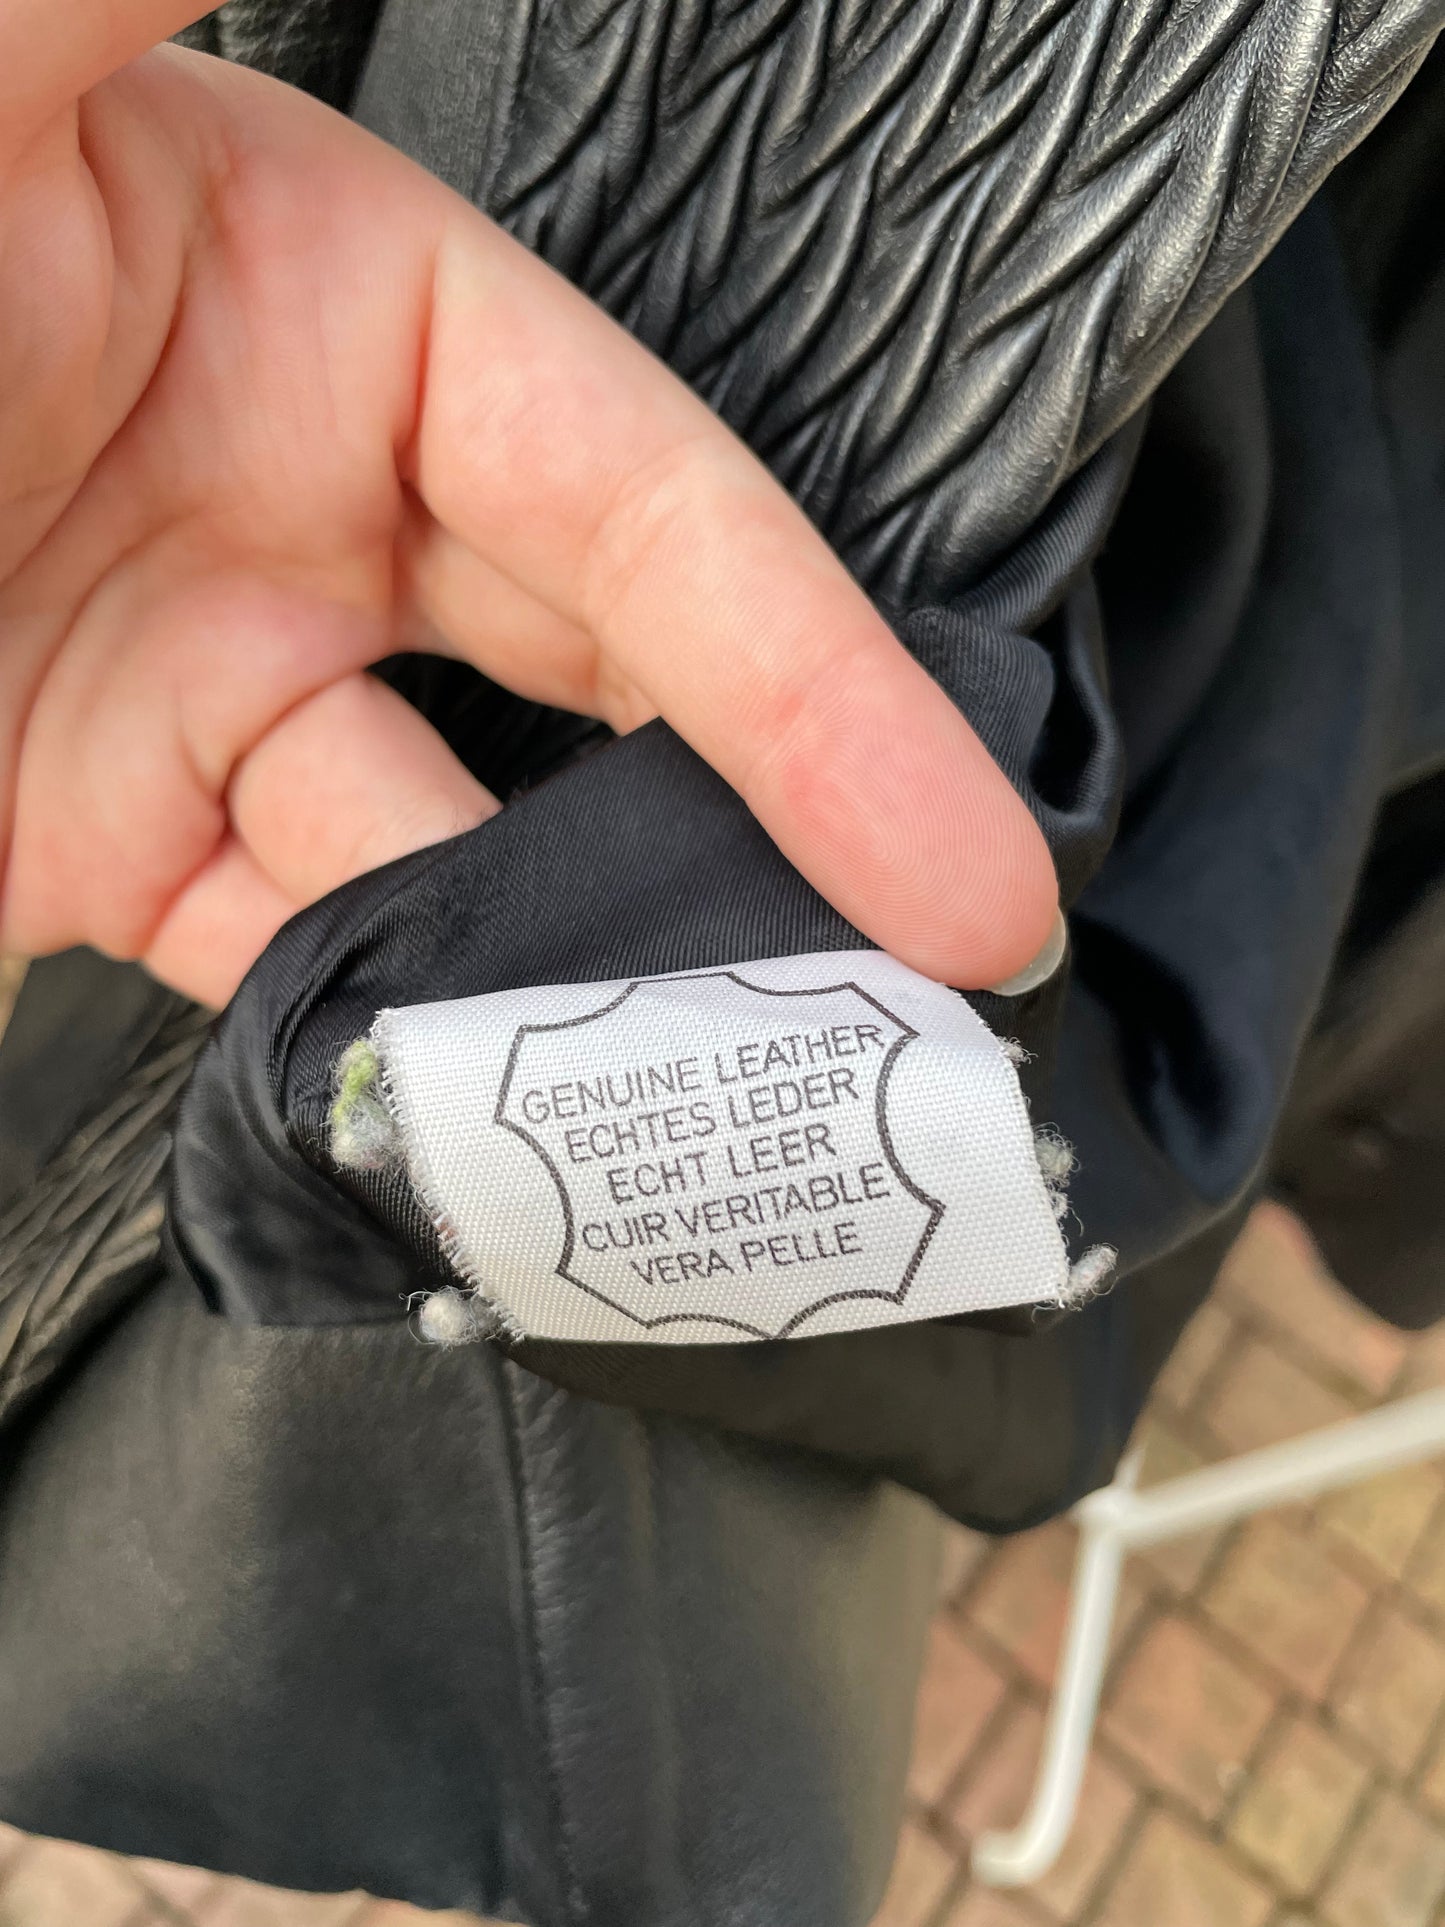 GENUINE LEATHER
ECHTES LEDER
ECHT LEER
CUIR VERITABLE
VERA PELLE